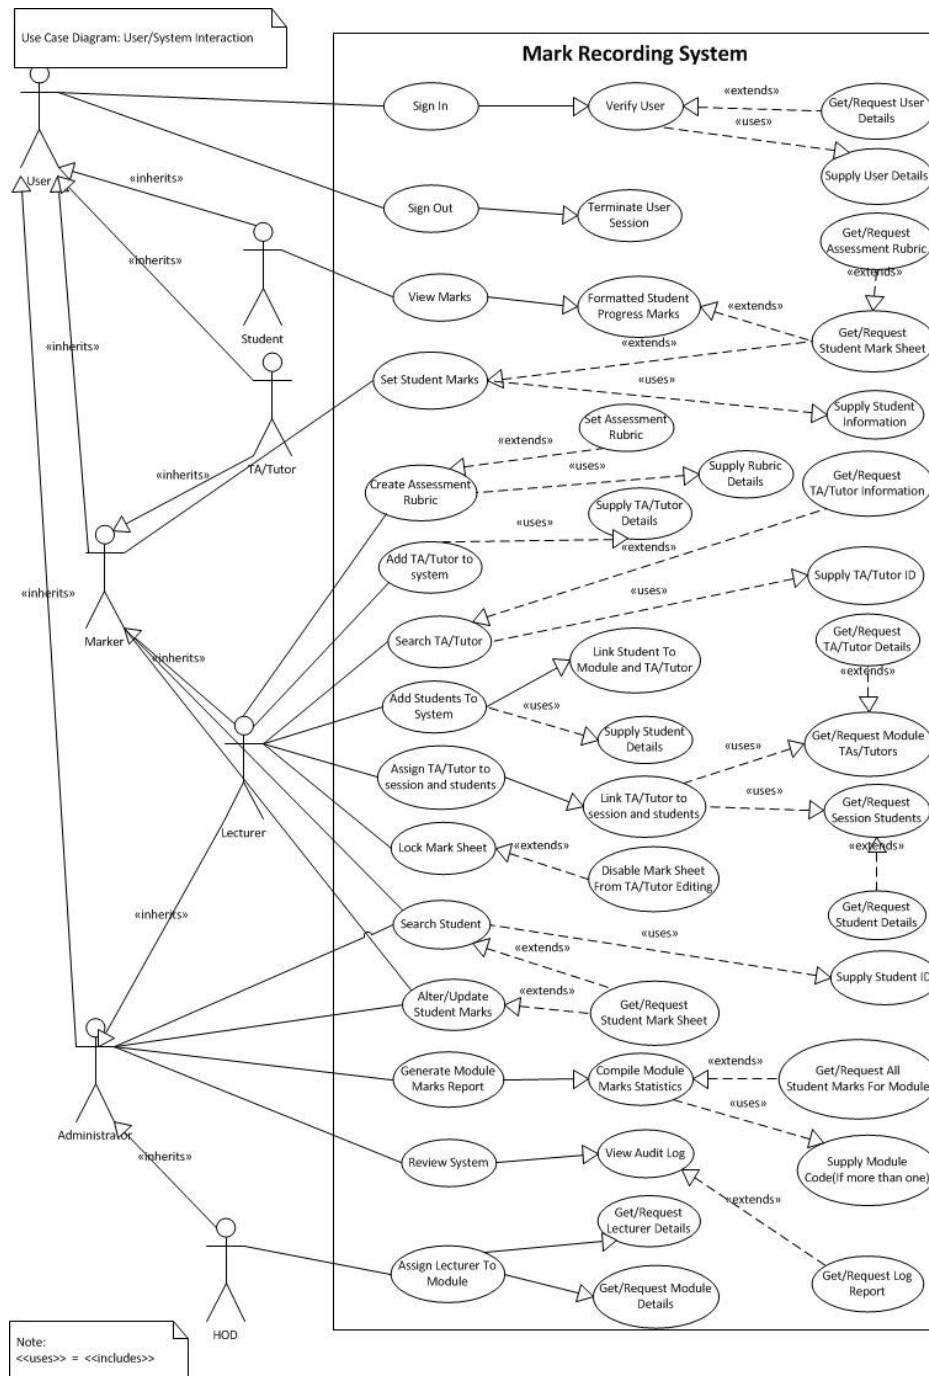 Use Case Diagram: User/System Interaction
Mark Recording System
Sign In
Verify User
«extends»
Get/Request User
Details
«uses»
Supply User Details
User
«inherits»
Sign Out
Terminate User
Session
Get/Request
Assessment Rubric
«extends»
«inherits»
Student
View Marks
Formatted Student
Progress Marks
«extends»
Get/Request
Student Mark Sheet
«extends»
«inherits»
Set Student Marks
«uses»
Supply Student
Information
TA/Tutor
«inherits»
Set Assessment
Rubric
«extends»
Create Assessment
Rubric
«uses»
Supply Rubric
Details
Get/Request
TA/Tutor Information
Supply TA/Tutor
Details
«uses»
Add TA/Tutor to
system
«extends»
Supply TA/Tutor ID
«uses»
«inherits»
Marker
«inherits»
Search TA/Tutor
Link Student To
Module and TA/Tutor
Get/Request
TA/Tutor Details
«extends»
Add Students To
System
«uses»
Supply Student
Details
Get/Request Module
TAs/Tutors
«uses»
Lecturer
Assign TA/Tutor to
session and students
Link TA/Tutor to
session and students
«uses»
Get/Request
Session Students
«extends»
Lock Mark Sheet
«extends»
Disable Mark Sheet
From TA/Tutor Editing
Get/Request
Student Details
«inherits»
Search Student
«uses»
«extends»
Supply Student ID
Alter/Update
Student Marks
«extends»
Get/Request
Student Mark Sheet
Administrator
Generate Module
Marks Report
Compile Module
Marks Statistics
«extends»
Get/Request All
Student Marks For Module
«uses»
«inherits»
Review System
View Audit Log
Supply Module
Code(If more than one)
«extends»
Get/Request
Lecturer Details
HOD
Assign Lecturer To
Module
Get/Request Module
Details
Get/Request Log
Report
Note:
<<uses>> = <<includes>>